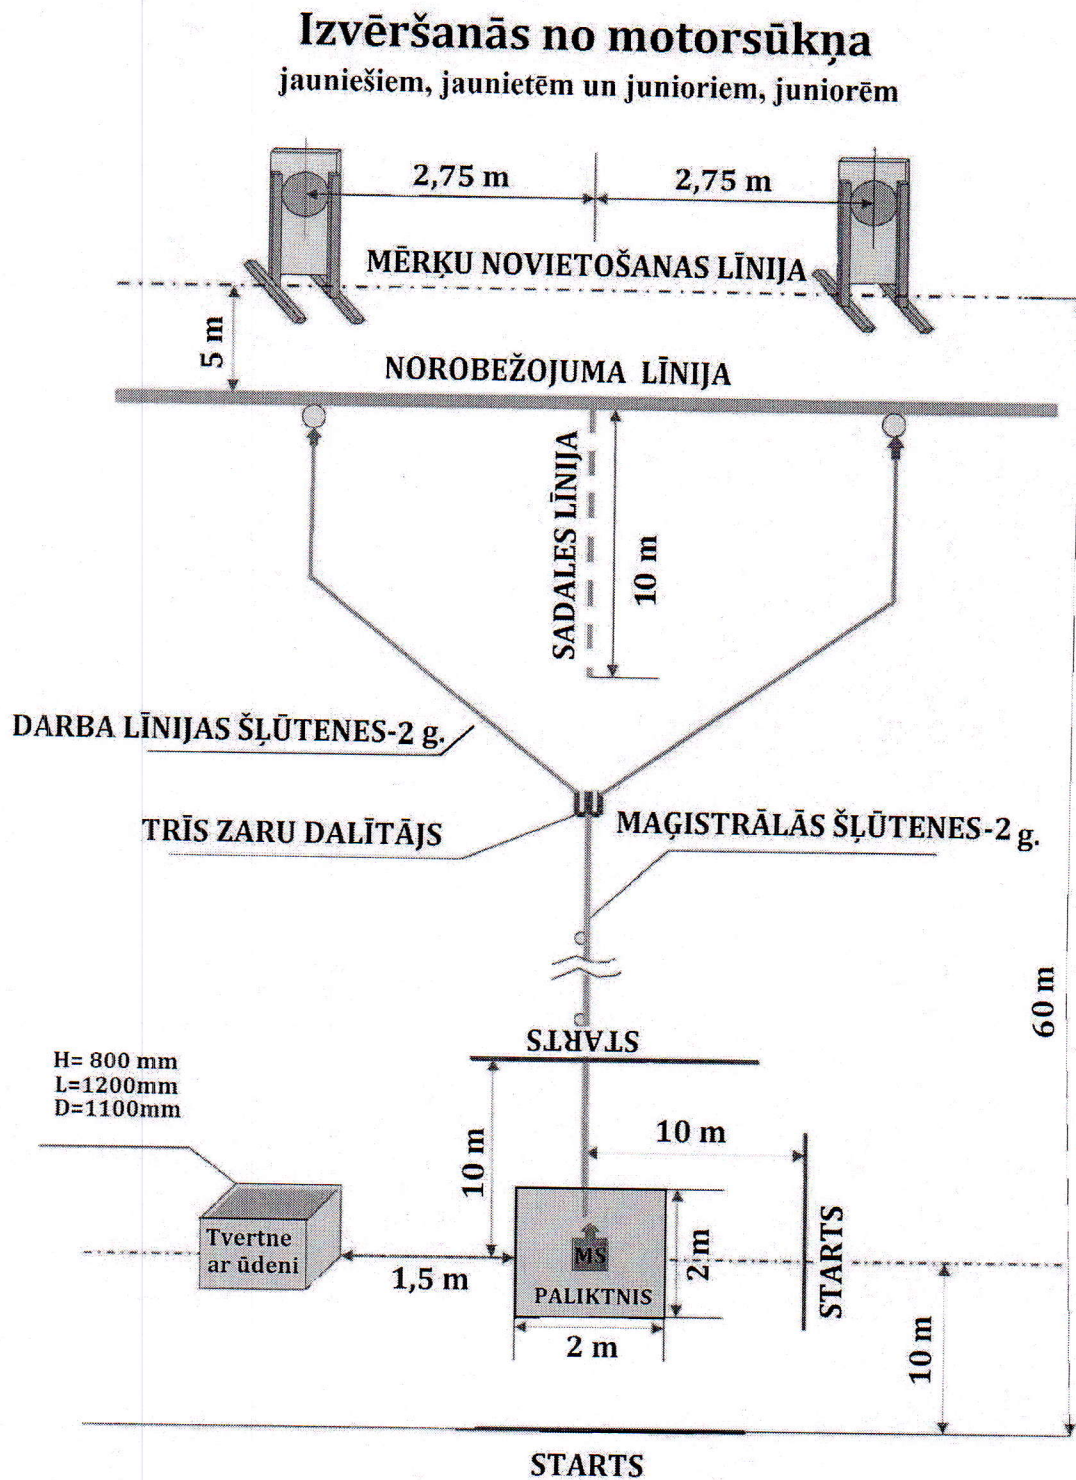 Izvēršanās no motorsūkņa
jauniešiem, jaunietēm un junioriem, juniorēm
2,75 m
2,75 m
MĒRĶU NOVIETOŠANAS LĪNIJA
5 m
NOROBEŽOJUMA LĪNIJA
SADALES LĪNIJA
10 m
DARBA LĪNIJAS ŠĻŪTENES-2 g.
TRĪS ZARU DALĪTĀJS
MAĢISTRĀLĀS ŠĻŪTENES-2 g.
60 m
STARTS
H= 800 mm
L=1200mm
D=1100mm
10 m
10 m
Tvertne
ar ūdeni
1,5 m
MS
PALIKTNIS
2 m
2 m
STARTS
10 m
STARTS